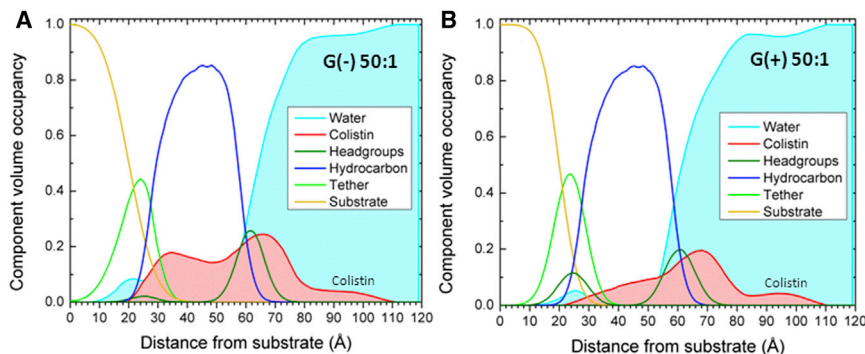 A
G(-) 50:1
Component volume occupancy
1.0
0.8
0.6
0.4
0.2
0.0
Water
Colistin
Headgroups
Hydrocarbon
Tether
Substrate
Colistin
0 10 20 30 40 50 60 70 80 90 100 110 120
Distance from substrate (Å)
B
G(+) 50:1
Component volume occupancy
1.0
0.8
0.6
0.4
0.2
0.0
Water
Colistin
Headgroups
Hydrocarbon
Tether
Substrate
Colistin
0 10 20 30 40 50 60 70 80 90 100 110 120
Distance from substrate (Å)